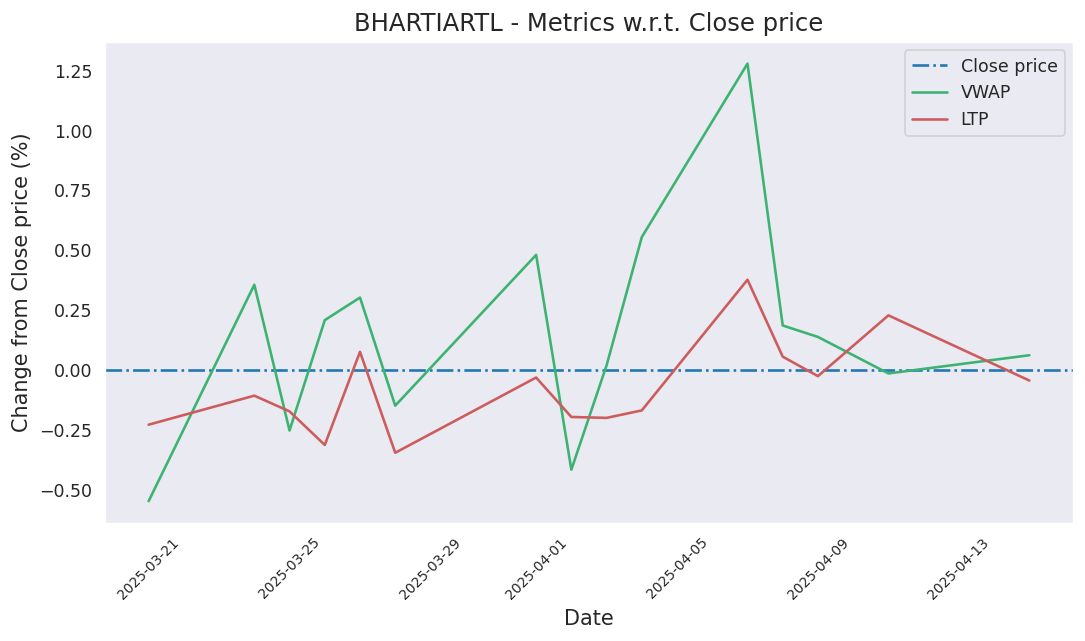 BHARTIARTL - Metrics w.r.t. Close price
Change from Close price (%)
1.25
1.00
0.75
0.50
0.25
0.00
−0.25
−0.50
Close price
VWAP
LTP
2025-03-21
2025-03-25
2025-03-29
2025-04-01
2025-04-05
2025-04-09
2025-04-13
Date